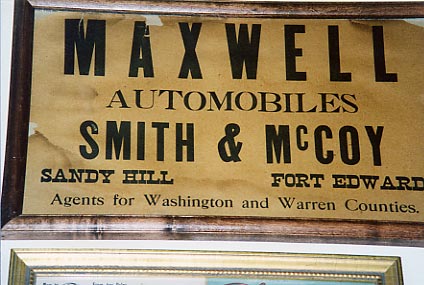 MAXWELL
AUTOMOBILES
SMITH & McCOY
SANDY HILL FORT EDWARD
Agents for Washington and Warren Counties.